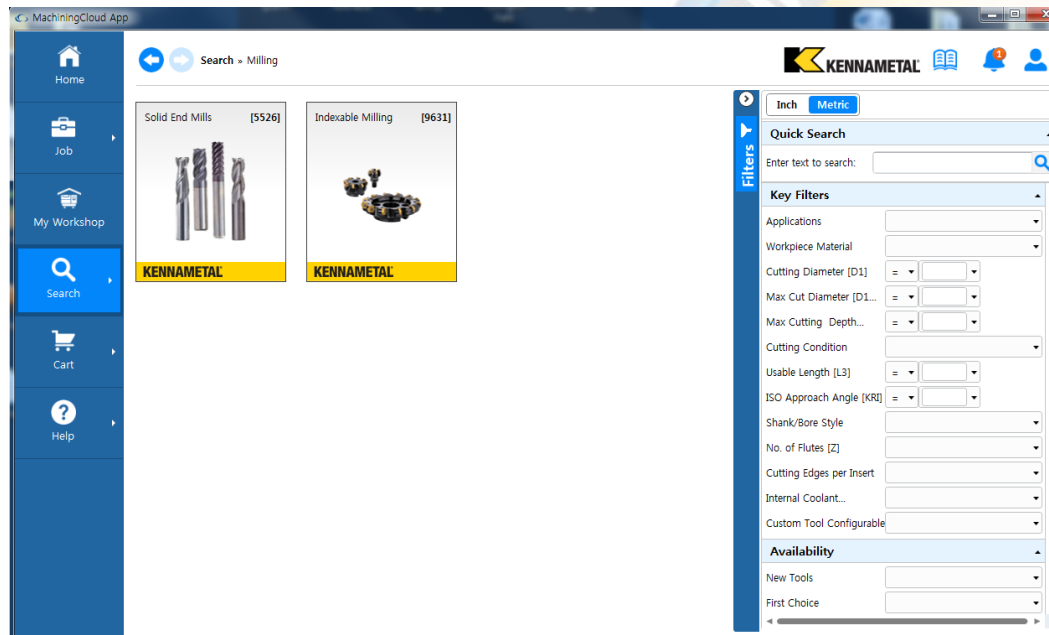 MachiningCloud App
Home
Job
My Workshop
Search
Cart
Help
Search » Milling
KENNAMETAL
1
Solid End Mills [5526]
KENNAMETAL
Indexable Milling [9631]
KENNAMETAL
Filters
Inch Metric
Quick Search
Enter text to search:
Key Filters
Applications
Workpiece Material
Cutting Diameter [D1] =
Max Cut Diameter [D1... =
Max Cutting Depth... =
Cutting Condition
Usable Length [L3] =
ISO Approach Angle [KRI] =
Shank/Bore Style
No. of Flutes [Z]
Cutting Edges per Insert
Internal Coolant...
Custom Tool Configurable
Availability
New Tools
First Choice